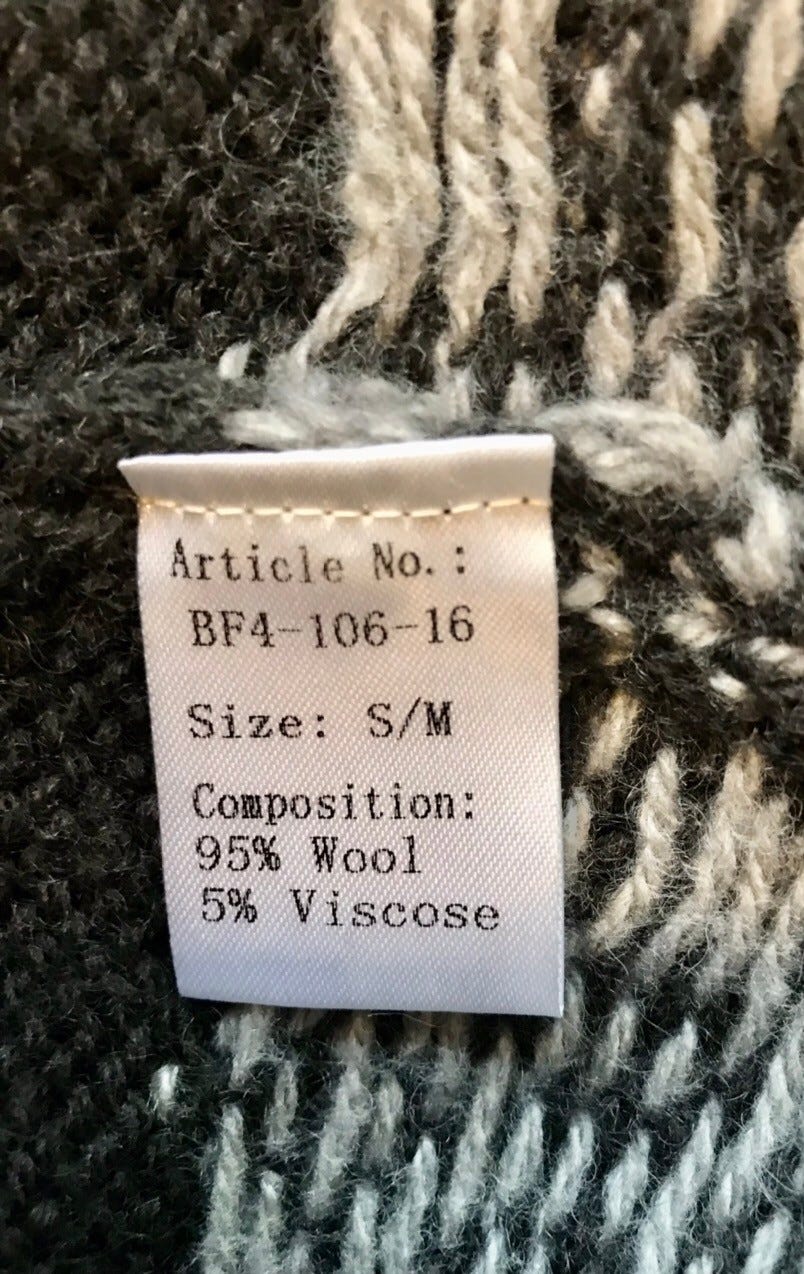 Article No.:
BF4-106-16
Size: S/M
Composition:
95% Wool
5% Viscose